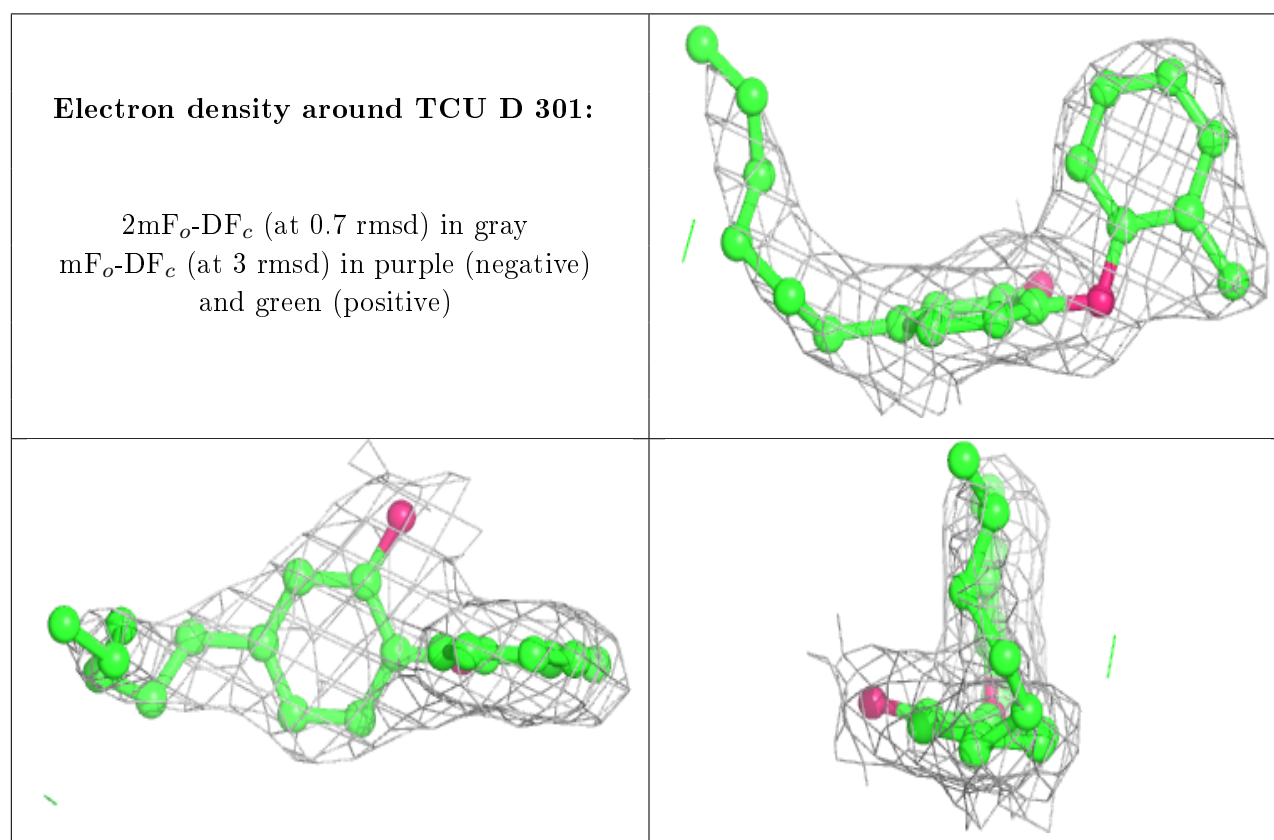 Electron density around TCU D 301:
2mFo-DFc (at 0.7 rmsd) in gray
mFo-DFc (at 3 rmsd) in purple (negative)
and green (positive)